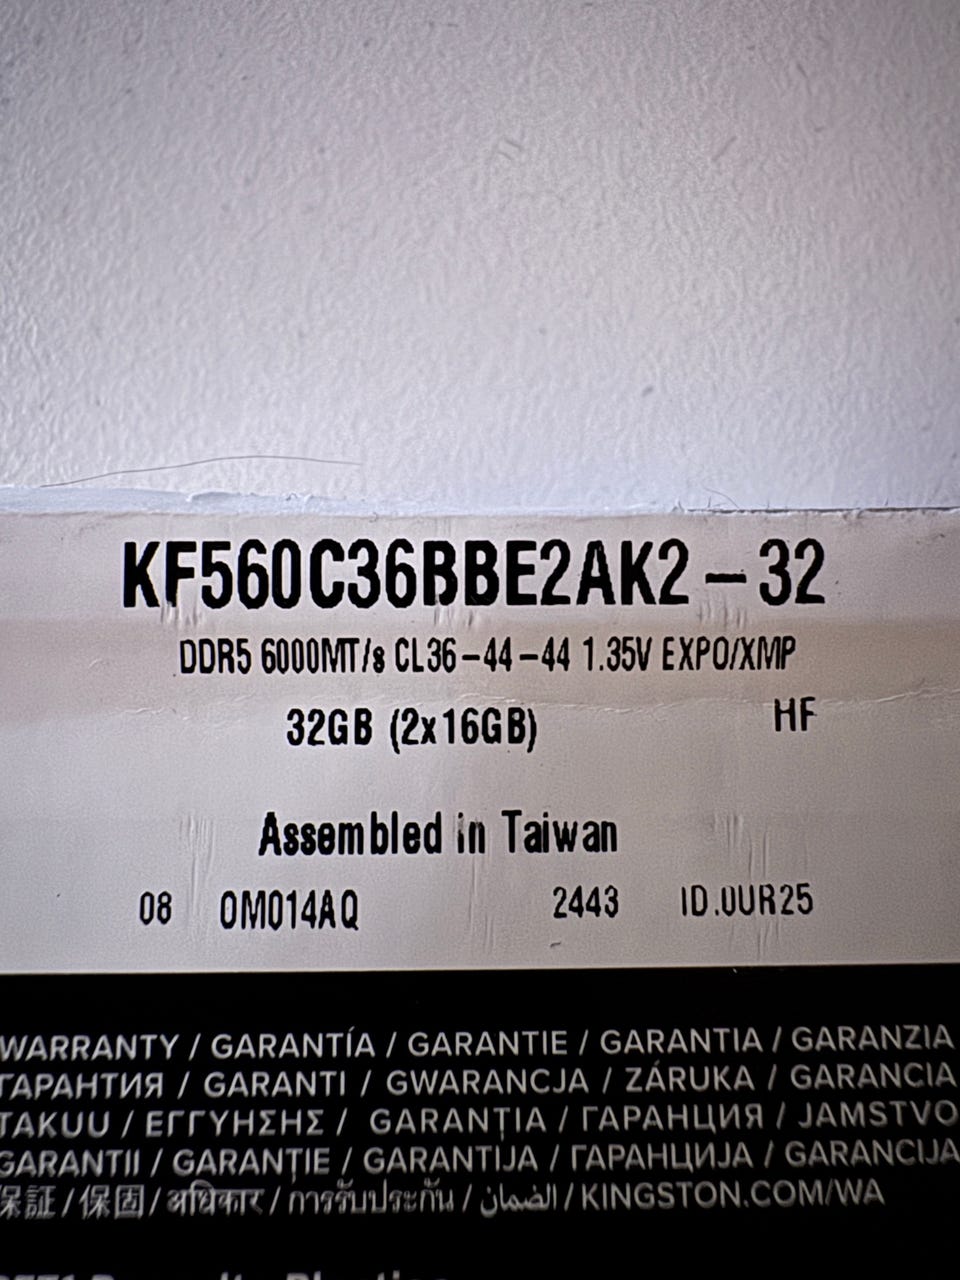 KF560C36BBE2AK2-32
DDR5 6000MT/s CL36-44-44 1.35V EXPO/XMP
32GB (2x16GB) HF
Assembled in Taiwan
08 0M014AQ 2443 ID.0UR25
WARRANTY / GARANTÍA / GARANTIE / GARANTIA / GARANZIA
ГАРАНТИЯ / GARANTI / GWARANCJA / ZÁRUKA / GARANCIA
TAKUU / ΕΓΓΥΗΣΗΣ / GARANȚIA / ГАРАНЦИЯ / JAMSTVO
GARANTII / GARANȚIE / GARANTIJA / ГАРАНЦИЈА / GARANCIJA
保証 / 保固 / अधिकार / การรับประกัน / الضمان / KINGSTON.COM/WA